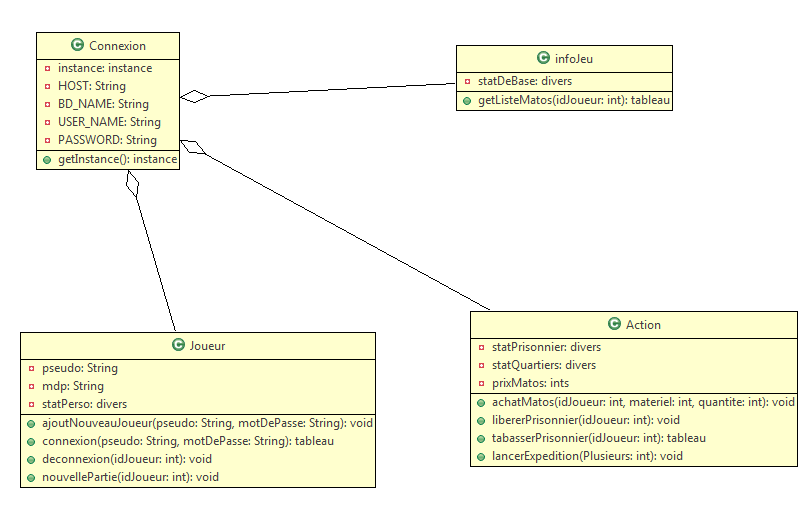 Connexion
instance: instance
HOST: String
BD_NAME: String
USER_NAME: String
PASSWORD: String
getInstance(): instance
infoJeu
statDeBase: divers
getListeMatos(idJoueur: int): tableau
Joueur
pseudo: String
mdp: String
statPerso: divers
ajoutNouveauJoueur(pseudo: String, motDePasse: String): void
connexion(pseudo: String, motDePasse: String): tableau
deconnexion(idJoueur: int): void
nouvellePartie(idJoueur: int): void
Action
statPrisonnier: divers
statQuartiers: divers
prixMatos: ints
achatMatos(idJoueur: int, materiel: int, quantite: int): void
libererPrisonnier(idJoueur: int): void
tabasserPrisonnier(idJoueur: int): tableau
lancerExpedition(Plusieurs: int): void